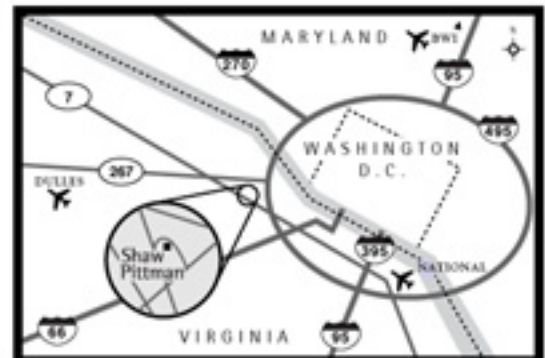 MARYLAND
BWI
N
270
95
7
495
WASHINGTON
D.C.
267
DULLES
Shaw
Pittman
395
NATIONAL
66
VIRGINIA
95